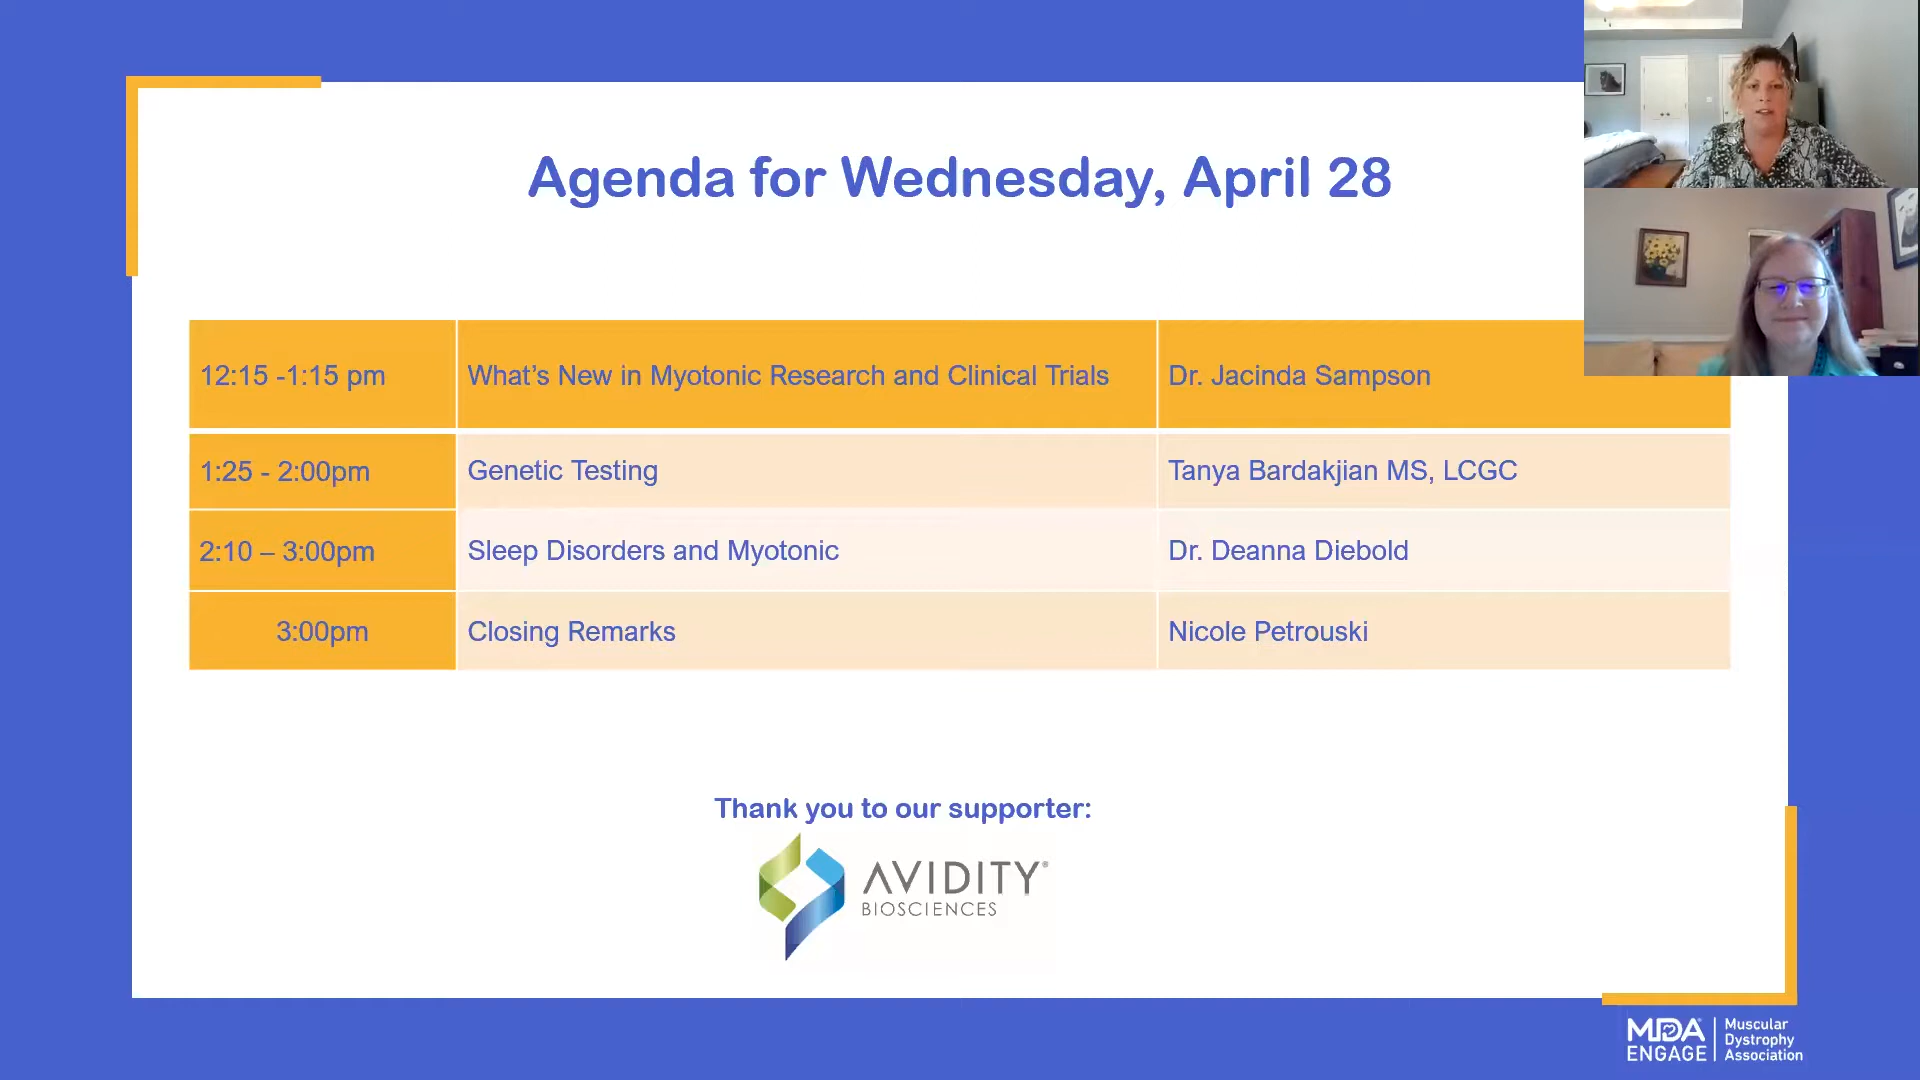 Agenda for Wednesday, April 28
12:15 -1:15 pm What's New in Myotonic Research and Clinical Trials Dr. Jacinda Sampson
1:25 - 2:00pm Genetic Testing Tanya Bardakjian MS, LCGC
2:10 – 3:00pm Sleep Disorders and Myotonic Dr. Deanna Diebold
3:00pm Closing Remarks Nicole Petrouski
Thank you to our supporter:
AVIDITY®
BIOSCIENCES
MDA
ENGAGE
Muscular
Dystrophy
Association